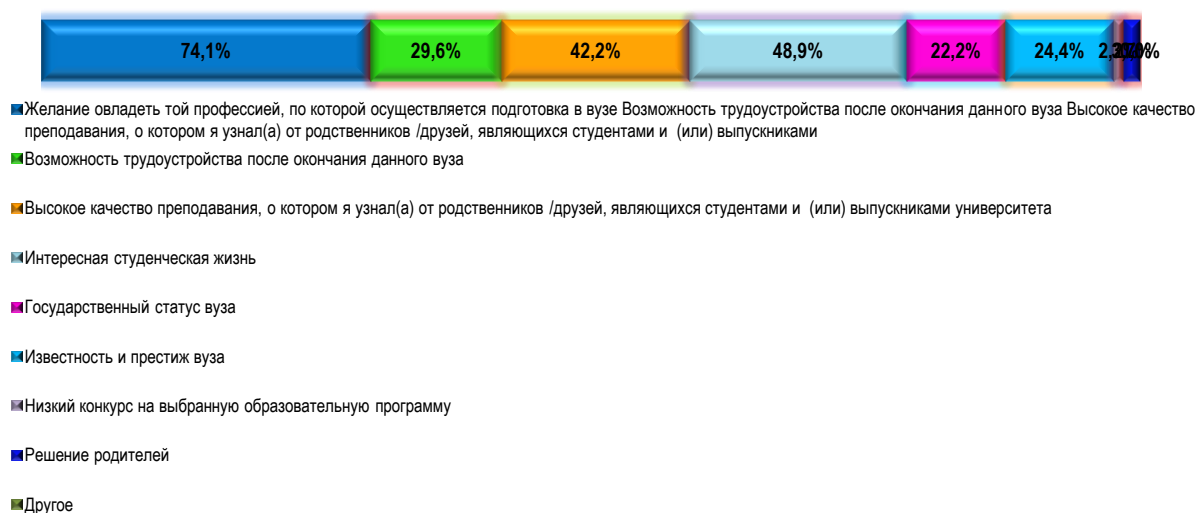 74,1% 29,6% 42,2% 48,9% 22,2% 24,4%
Желание овладеть той профессией, по которой осуществляется подготовка в вузе Возможность трудоустройства после окончания данного вуза Высокое качество
преподавания, о котором я узнал(а) от родственников /друзей, являющихся студентами и (или) выпускниками
Возможность трудоустройства после окончания данного вуза
Высокое качество преподавания, о котором я узнал(а) от родственников /друзей, являющихся студентами и (или) выпускниками университета
Интересная студенческая жизнь
Государственный статус вуза
Известность и престиж вуза
Низкий конкурс на выбранную образовательную программу
Решение родителей
Другое